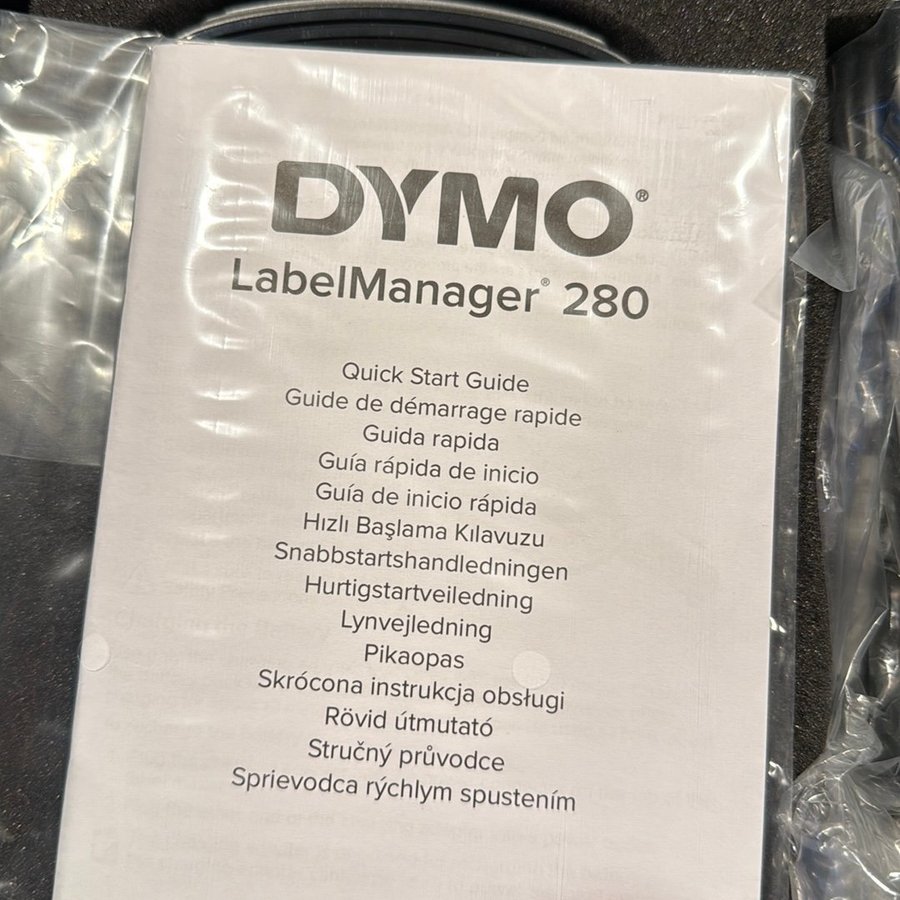 DYMO®
LabelManager® 280
Quick Start Guide
Guide de démarrage rapide
Guida rapida
Guía rápida de inicio
Guía de inicio rápida
Hızlı Başlama Kılavuzu
Snabbstartshandledningen
Hurtigstartveiledning
Lynvejledning
Pikaopas
Skrócona instrukcja obsługi
Rövid útmutató
Stručný průvodce
Sprievodca rýchlym spustením